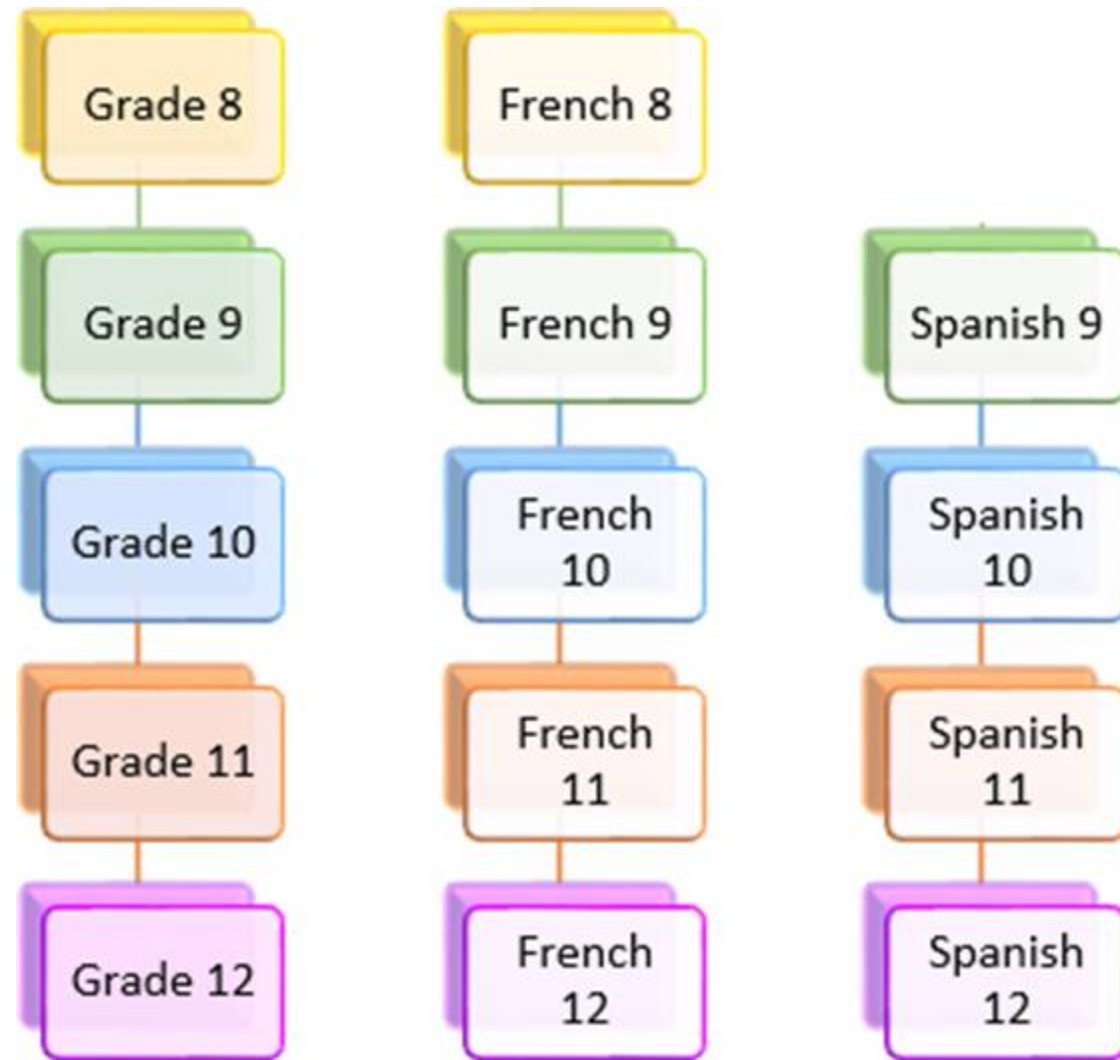 Grade 8
French 8
Grade 9
French 9
Spanish 9
Grade 10
French
10
Spanish
10
Grade 11
French
11
Spanish
11
Grade 12
French
12
Spanish
12